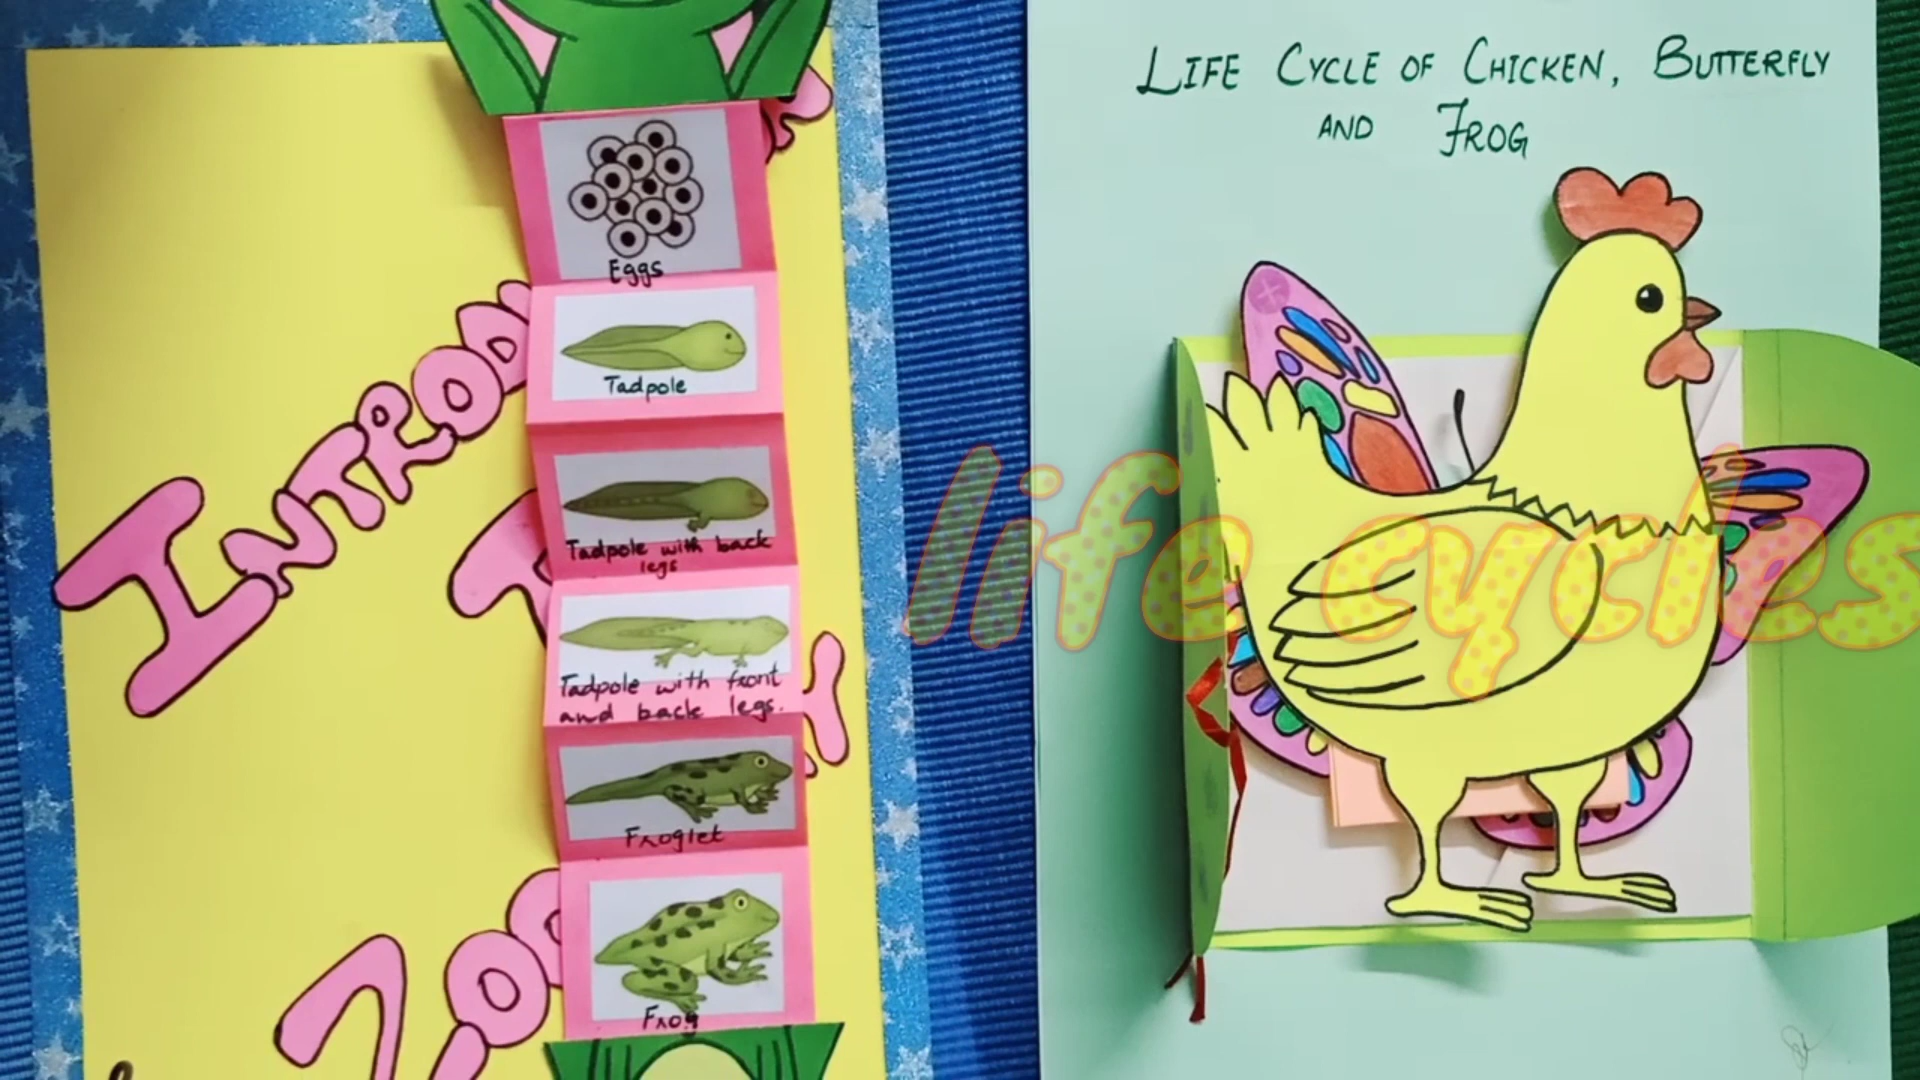 LIFE CYCLE OF CHICKEN, BUTTERFLY
AND FROG
Eggs
Tadpole
Tadpole with back
legs
Tadpole with front
and back legs.
Froglet
Frog
life cycles